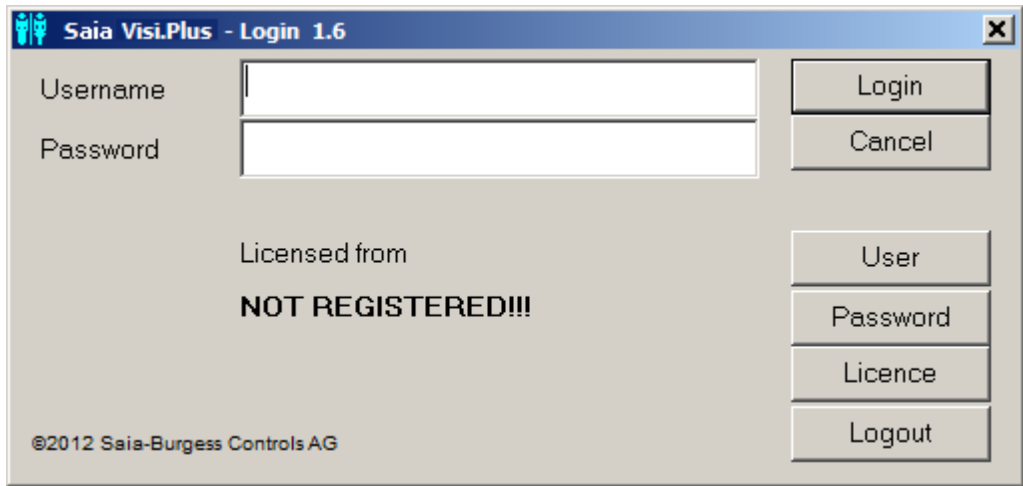 Saia Visi.Plus - Login 1.6
Username
Login
Password
Cancel
Licensed from
User
NOT REGISTERED!!!
Password
Licence
Logout
©2012 Saia-Burgess Controls AG